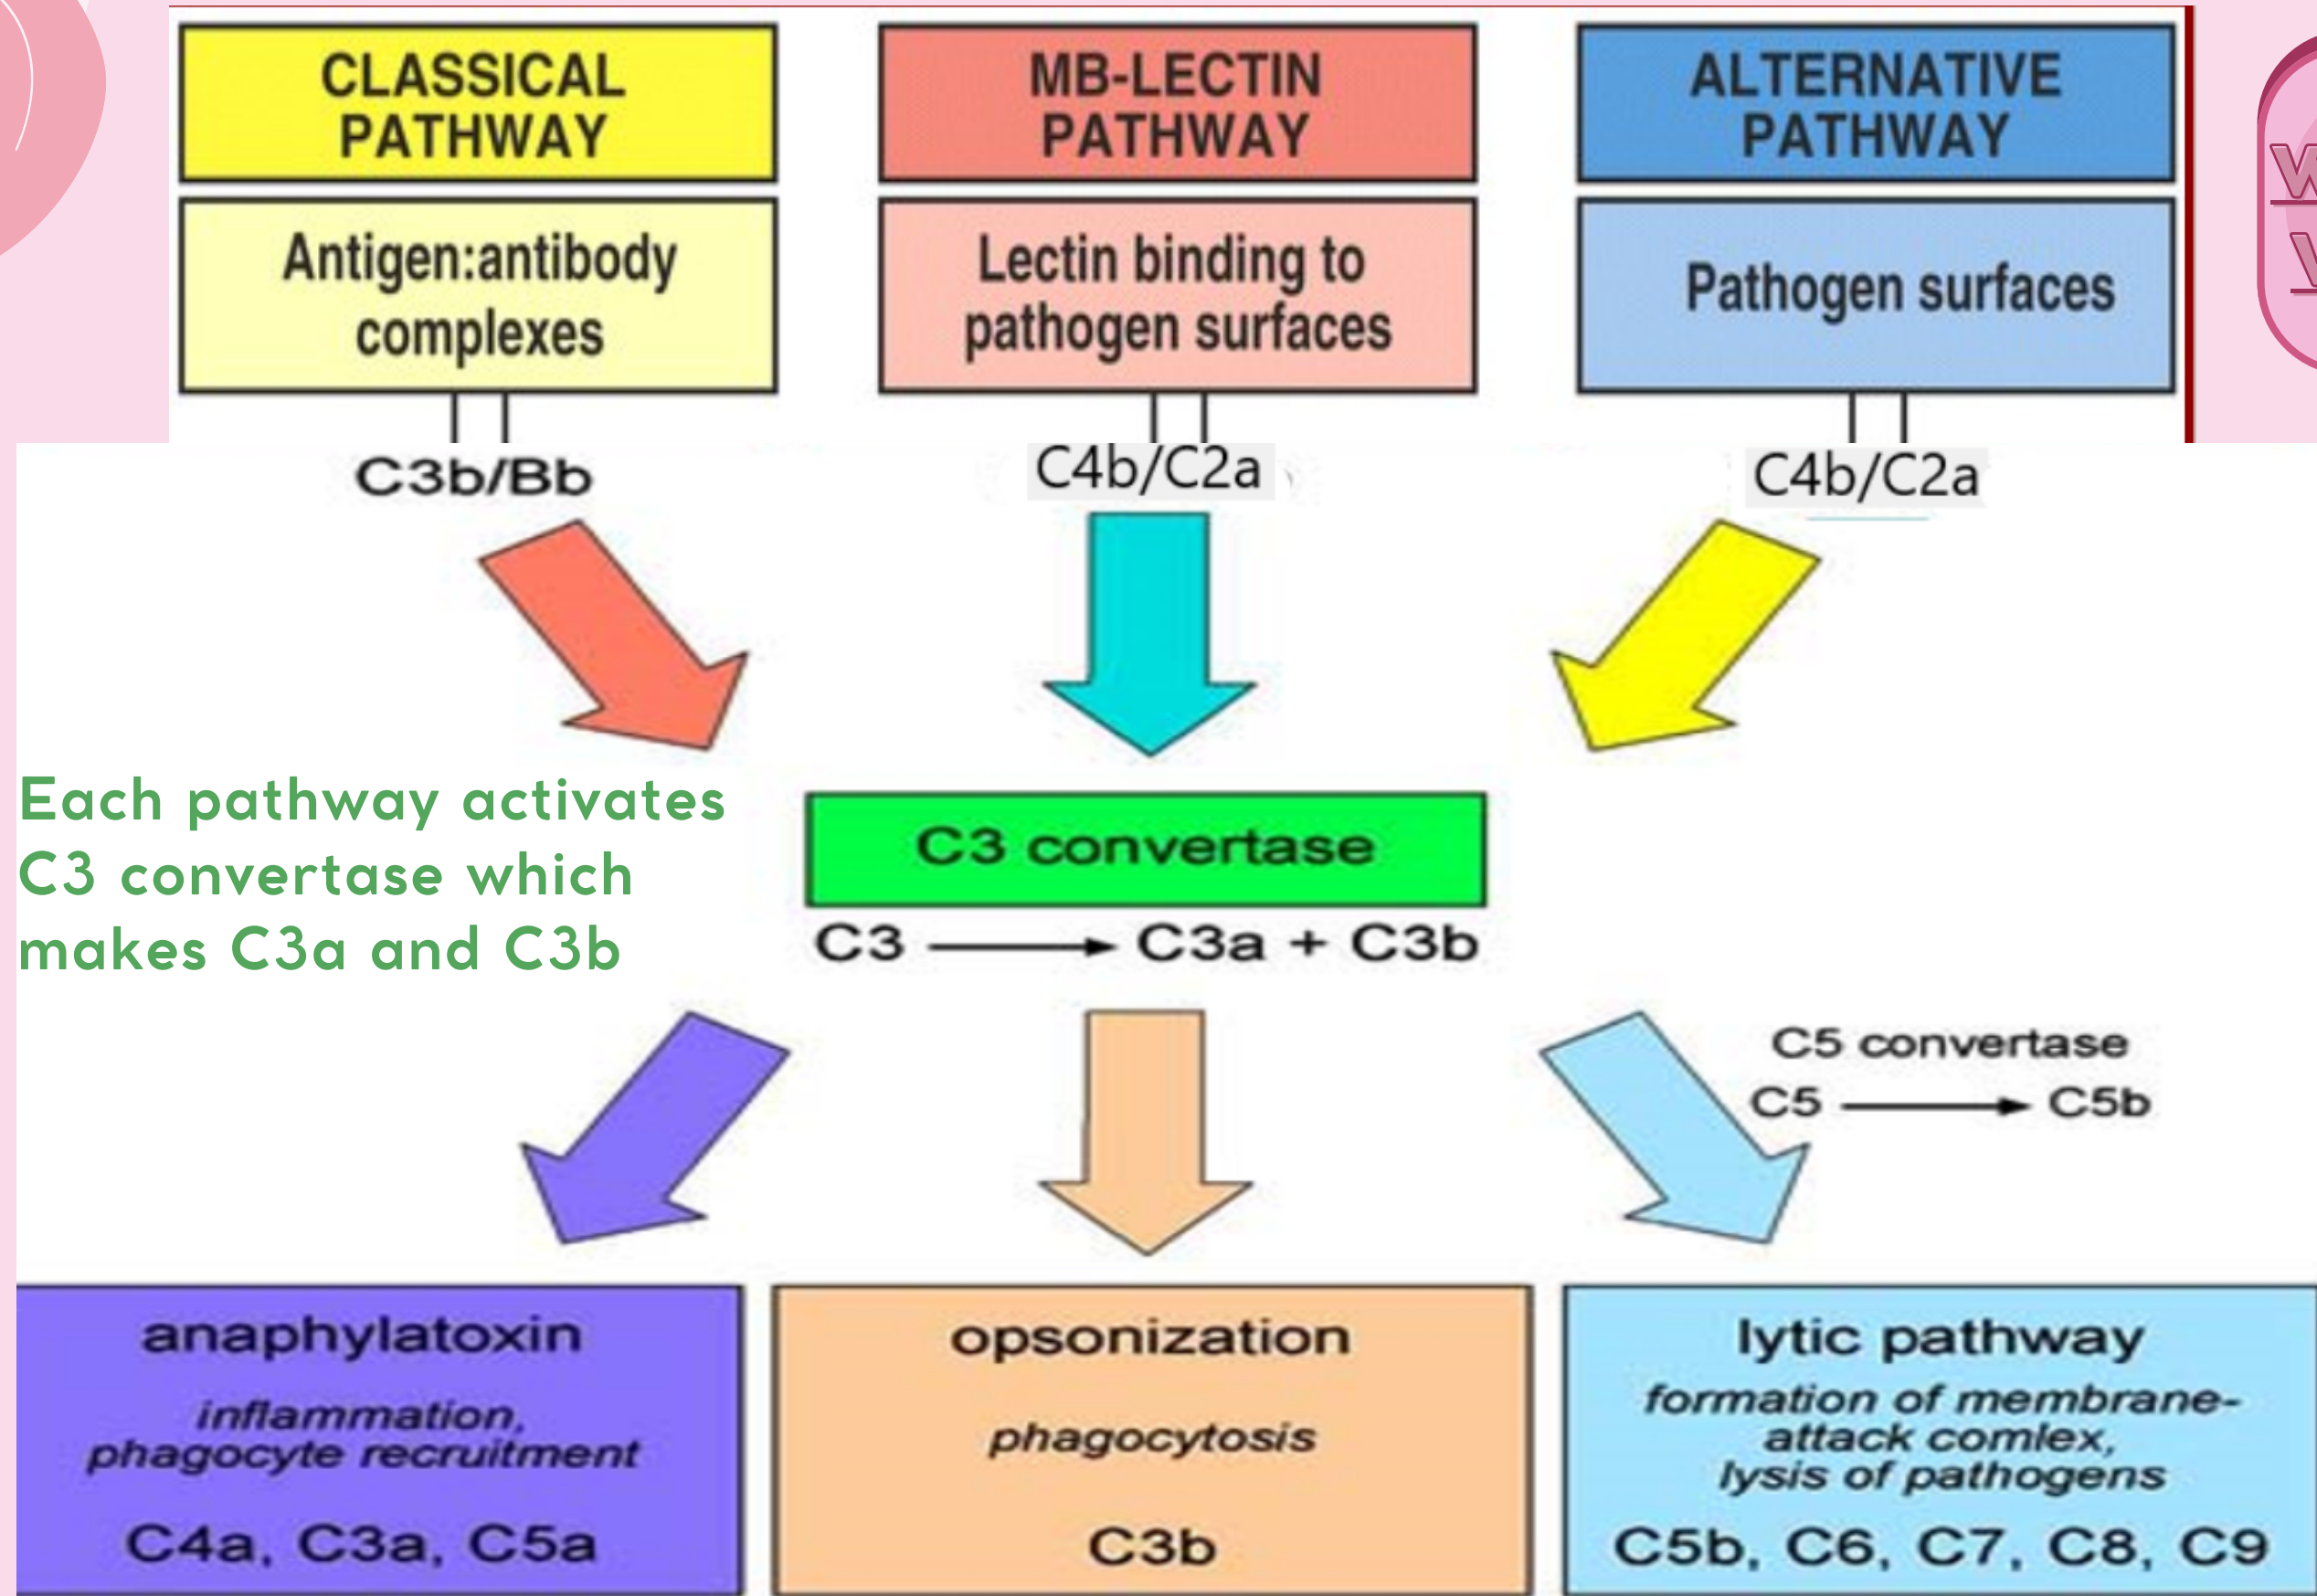 CLASSICAL
PATHWAY
MB-LECTIN
PATHWAY
ALTERNATIVE
PATHWAY
Antigen:antibody
complexes
Lectin binding to
pathogen surfaces
Pathogen surfaces
C3b/Bb
C4b/C2a
C4b/C2a
Each pathway activates
C3 convertase which
makes C3a and C3b
C3 convertase
C3 → C3a + C3b
C5 convertase
C5 → C5b
anaphylatoxin
inflammation,
phagocyte recruitment
C4a, C3a, C5a
opsonization
phagocytosis
C3b
lytic pathway
formation of membrane-
attack comlex,
lysis of pathogens
C5b, C6, C7, C8, C9